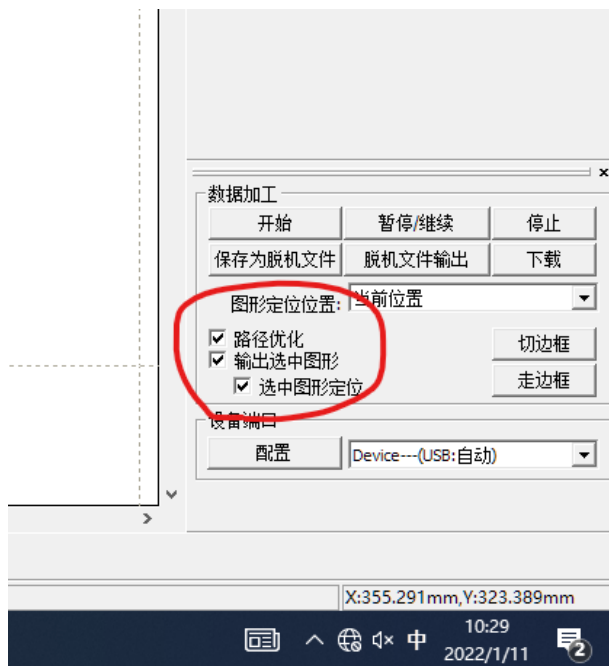 数据加工
开始 暂停/继续 停止
保存为脱机文件 脱机文件输出 下载
图形定位位置: 当前位置
路径优化 切边框
输出选中图形
选中图形定位 走边框
设备端口
配置 Device---(USB:自动)
X:355.291mm,Y:323.389mm
中 10:29
2022/1/11 2